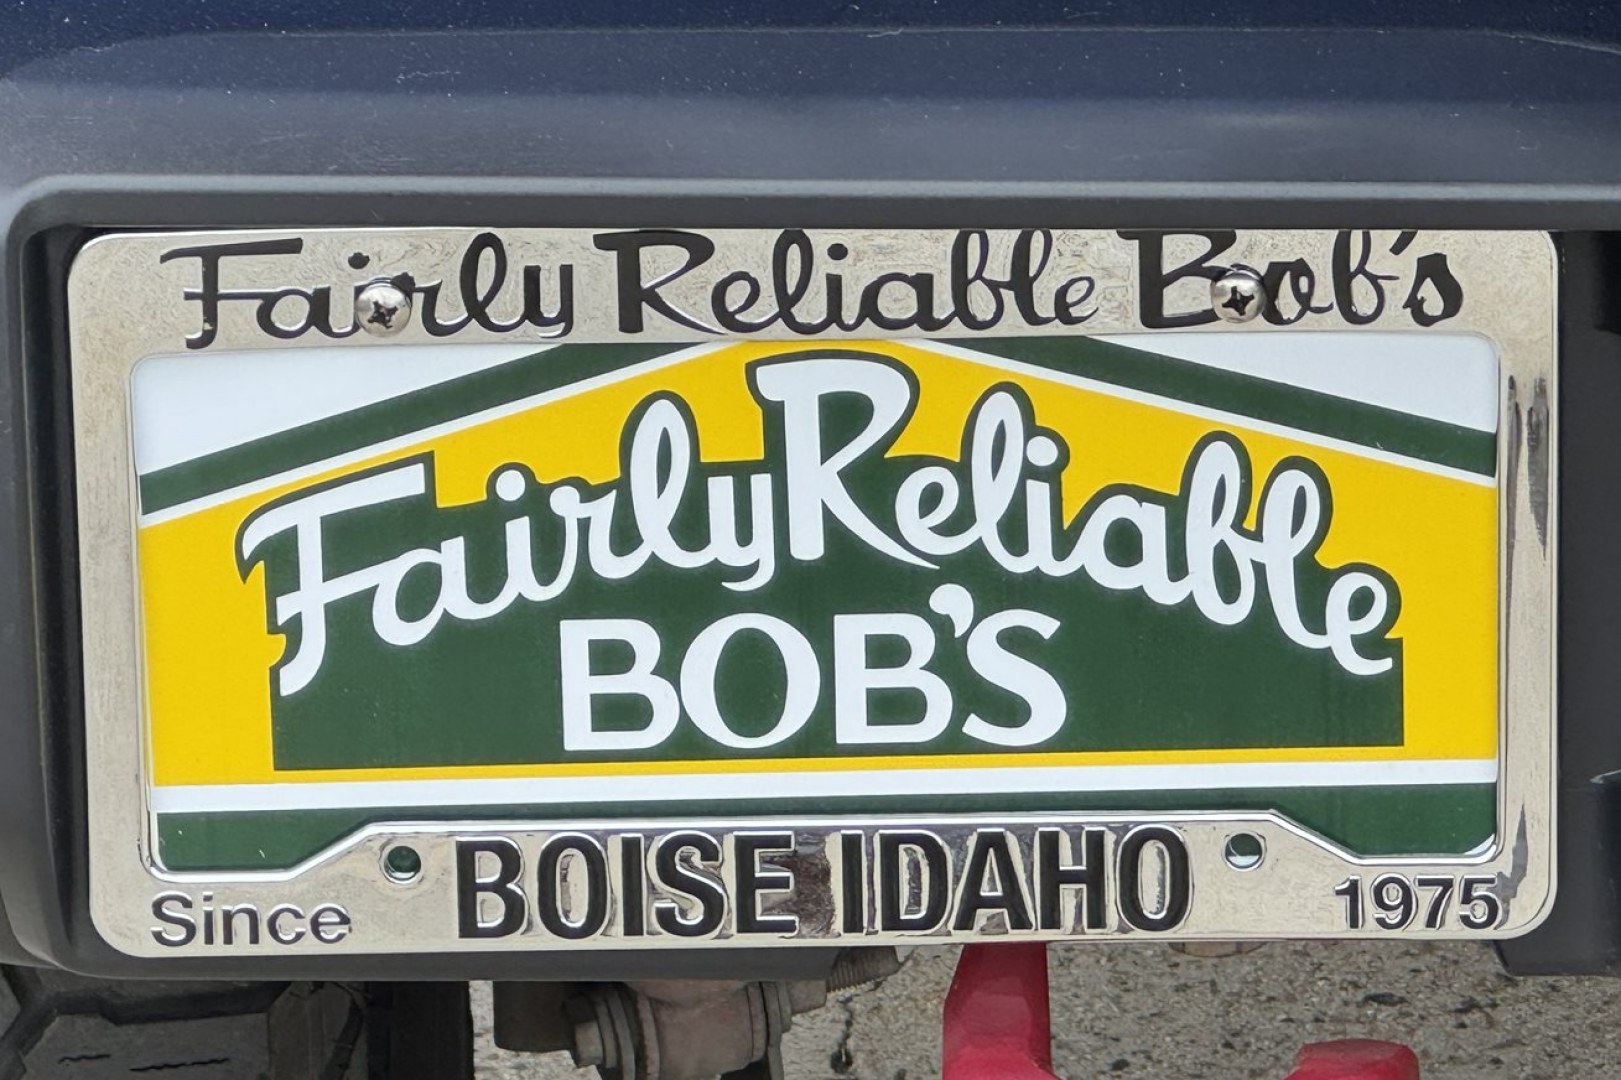 Fairly Reliable Bob's
Fairly Reliable
BOB'S
BOISE IDAHO
Since 1975